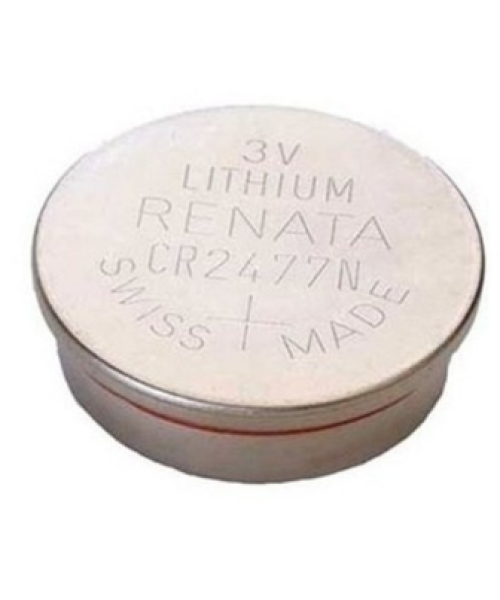 3V
LITHIUM
RENATA
CR2477N
SWISS + MADE